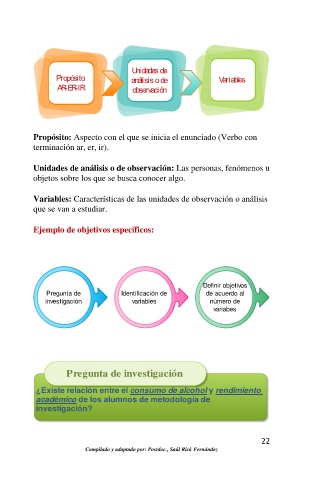 Propósito
AR-ER-IR
Unidades de
análisis o de
observación
Variables
Propósito: Aspecto con el que se inicia el enunciado (Verbo con
terminación ar, er, ir).
Unidades de análisis o de observación: Las personas, fenómenos u
objetos sobre los que se busca conocer algo.
Variables: Características de las unidades de observación o análisis
que se van a estudiar.
Ejemplo de objetivos específicos:
Pregunta de
investigación
Identificación de
variables
Definir objetivos
de acuerdo al
número de
variabes
Pregunta de investigación
¿Existe relación entre el consumo de alcohol y rendimiento
académico de los alumnos de metodología de
investigación?
22
Compilado y adaptado por: Postdoc., Saúl Rick Fernández